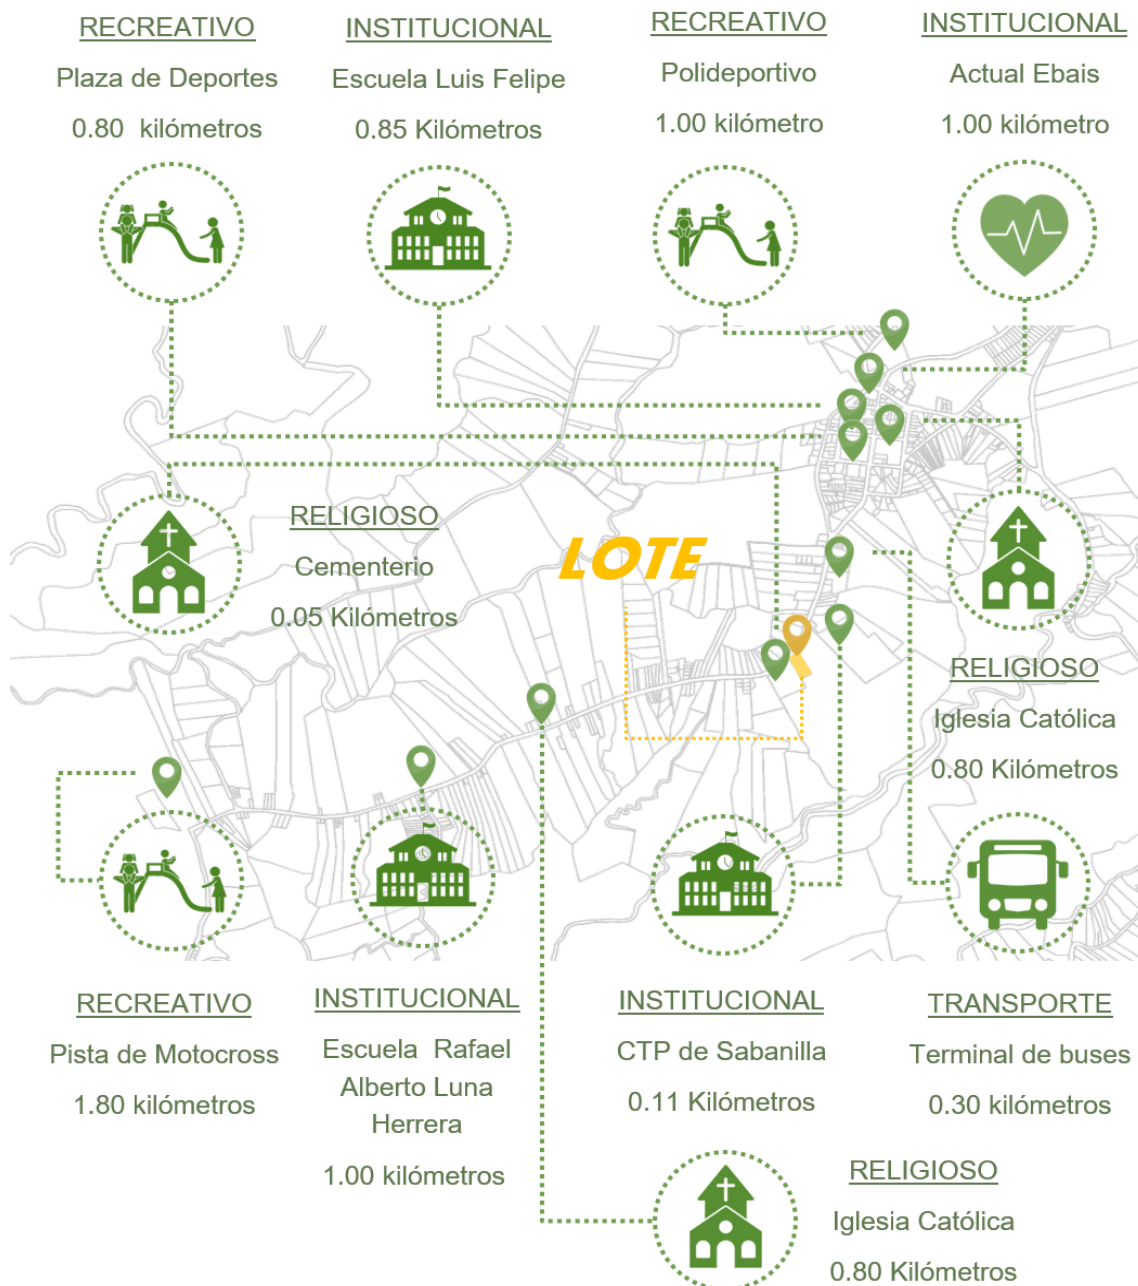 RECREATIVO
Plaza de Deportes
0.80 kilómetros
INSTITUCIONAL
Escuela Luis Felipe
0.85 Kilómetros
RECREATIVO
Polideportivo
1.00 kilómetro
INSTITUCIONAL
Actual Ebais
1.00 kilómetro
RELIGIOSO
Cementerio
0.05 Kilómetros
LOTE
RELIGIOSO
Iglesia Católica
0.80 Kilómetros
RECREATIVO
Pista de Motocross
1.80 kilómetros
INSTITUCIONAL
Escuela Rafael
Alberto Luna
Herrera
1.00 kilómetros
INSTITUCIONAL
CTP de Sabanilla
0.11 Kilómetros
TRANSPORTE
Terminal de buses
0.30 kilómetros
RELIGIOSO
Iglesia Católica
0.80 Kilómetros